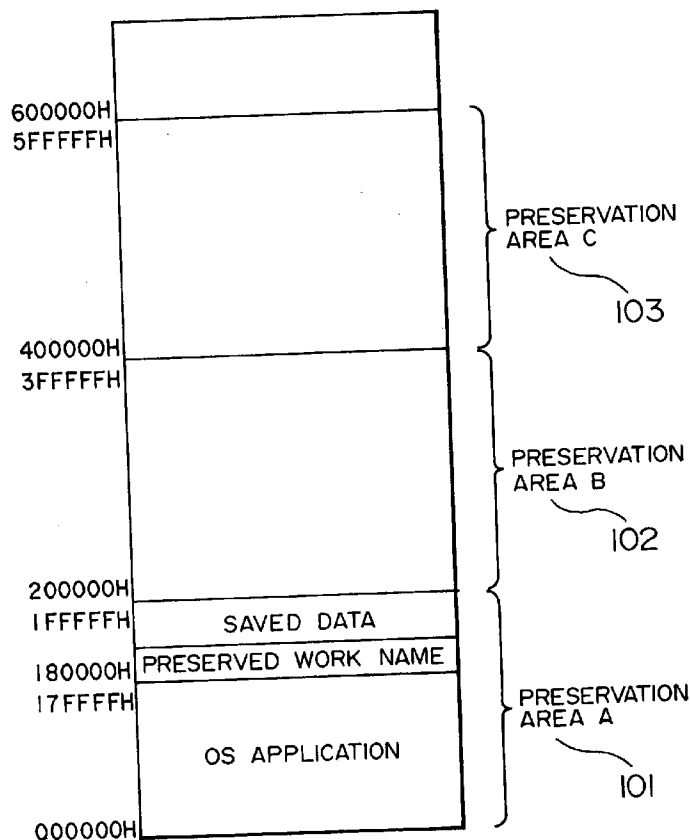 600000H
5FFFFFH
PRESERVATION
AREA C
103
400000H
3FFFFFH
PRESERVATION
AREA B
102
200000H
1FFFFFH
SAVED DATA
180000H
PRESERVED WORK NAME
17FFFFH
PRESERVATION
AREA A
OS APPLICATION
101
000000H